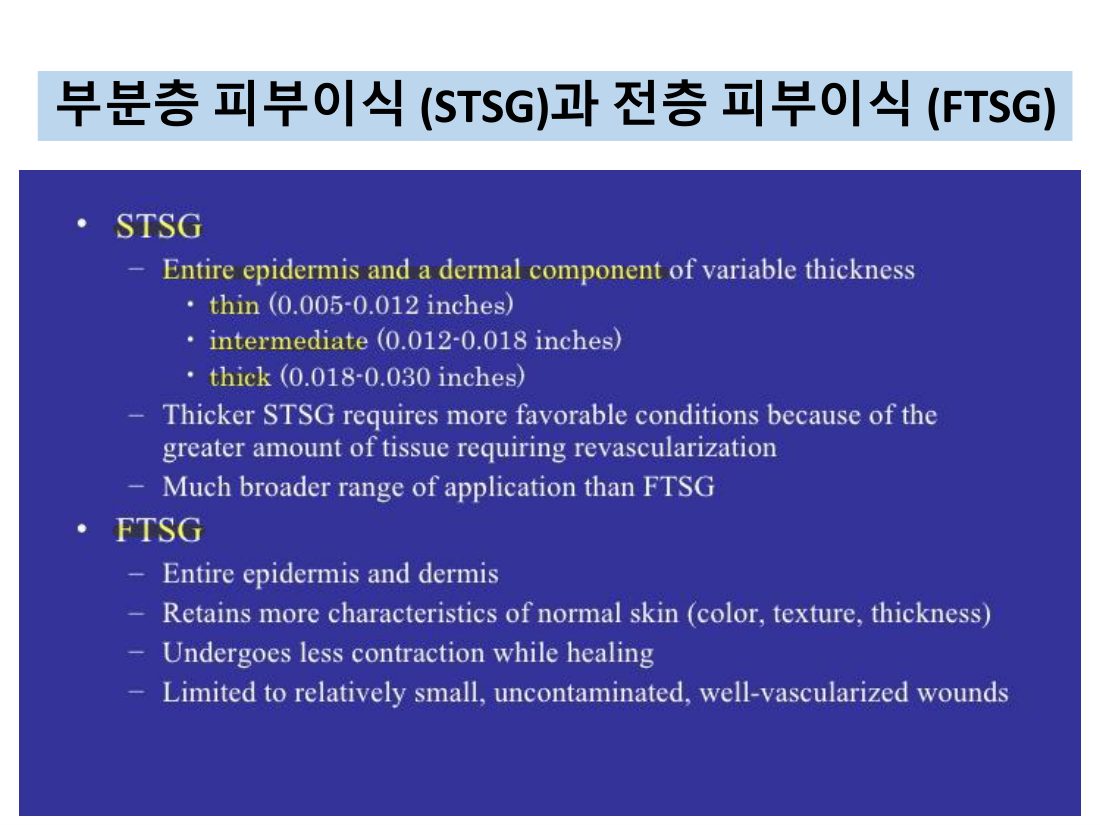 부분층 피부이식 (STSG)과 전층 피부이식 (FTSG)
• STSG
– Entire epidermis and a dermal component of variable thickness
• thin (0.005-0.012 inches)
• intermediate (0.012-0.018 inches)
• thick (0.018-0.030 inches)
– Thicker STSG requires more favorable conditions because of the
greater amount of tissue requiring revascularization
– Much broader range of application than FTSG
• FTSG
– Entire epidermis and dermis
– Retains more characteristics of normal skin (color, texture, thickness)
– Undergoes less contraction while healing
– Limited to relatively small, uncontaminated, well-vascularized wounds